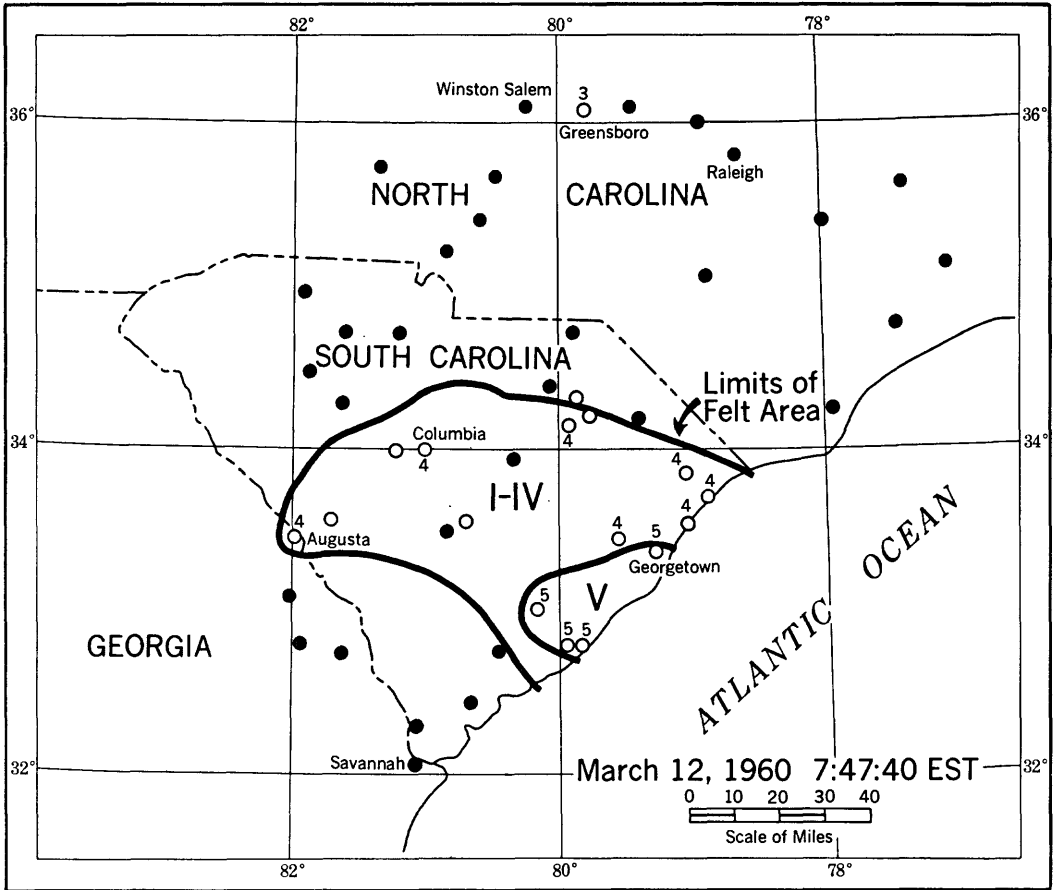 82° 80° 78°
Winston Salem 3
36° 36°
Greensboro
Raleigh
NORTH CAROLINA
SOUTH CAROLINA
Limits of
Felt Area
34° 34°
Columbia
4
4
4
4
4
I-IV
4
Augusta
4
5
Georgetown
5
V
5 5
GEORGIA
ATLANTIC OCEAN
Savannah
32° 32°
March 12, 1960 7:47:40 EST
0 10 20 30 40
Scale of Miles
82° 80° 78°